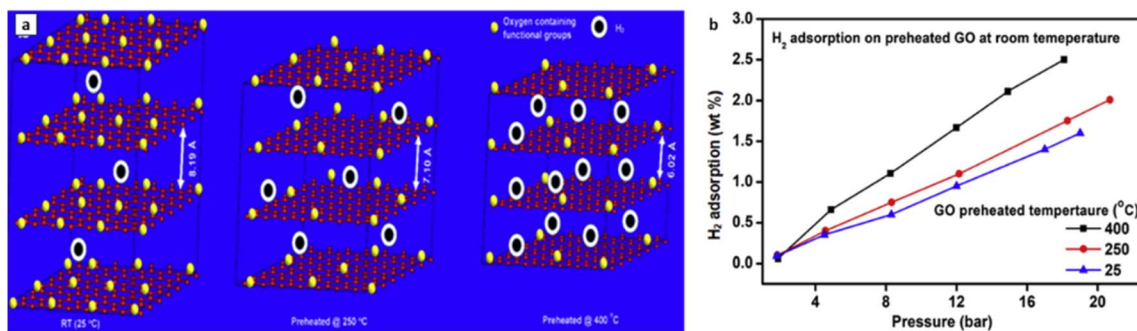 a
Oxygen containing
functional groups
H₂
8.19 Å
7.10 Å
6.02 Å
RT (25 °C)
Preheated @ 250 °C
Preheated @ 400 °C
b
H₂ adsorption on preheated GO at room temeperature
H₂ adsorption (wt %)
3.0
2.5
2.0
1.5
1.0
0.5
0.0
GO preheated tempertaure (°C)
400
250
25
4
8
12
16
20
Pressure (bar)